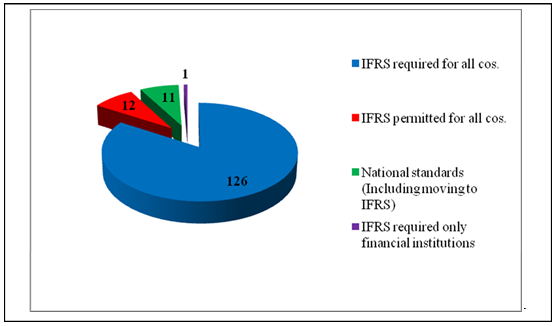 1
12
11
126
IFRS required for all cos.
IFRS permitted for all cos.
National standards
(Including moving to
IFRS)
IFRS required only
financial institutions